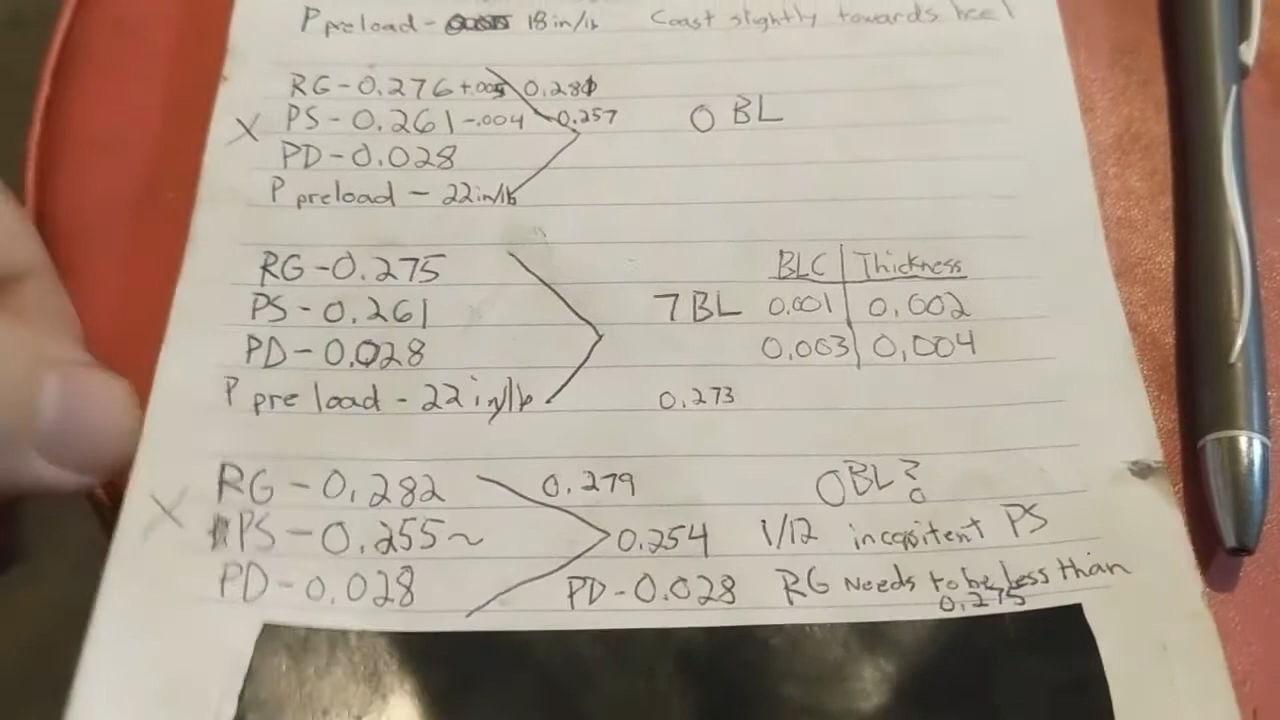 P preload - 18 in/lb Coast slightly towards heel
RG - 0.276 +.005 0.281
X PS - 0.261 -.004 0.257 0 BL
PD - 0.028
P preload - 22 in/lb
RG - 0.275 BLC Thickness
PS - 0.261 7 BL 0.001 0.002
PD - 0.028 0.003 0.004
P preload - 22 in/lb 0.273
X RG - 0.282 0.279 0 BL?
PS - 0.255~ 0.254 1/12 incositent PS
PD - 0.028 PD - 0.028 RG Needs to be less than
0.275